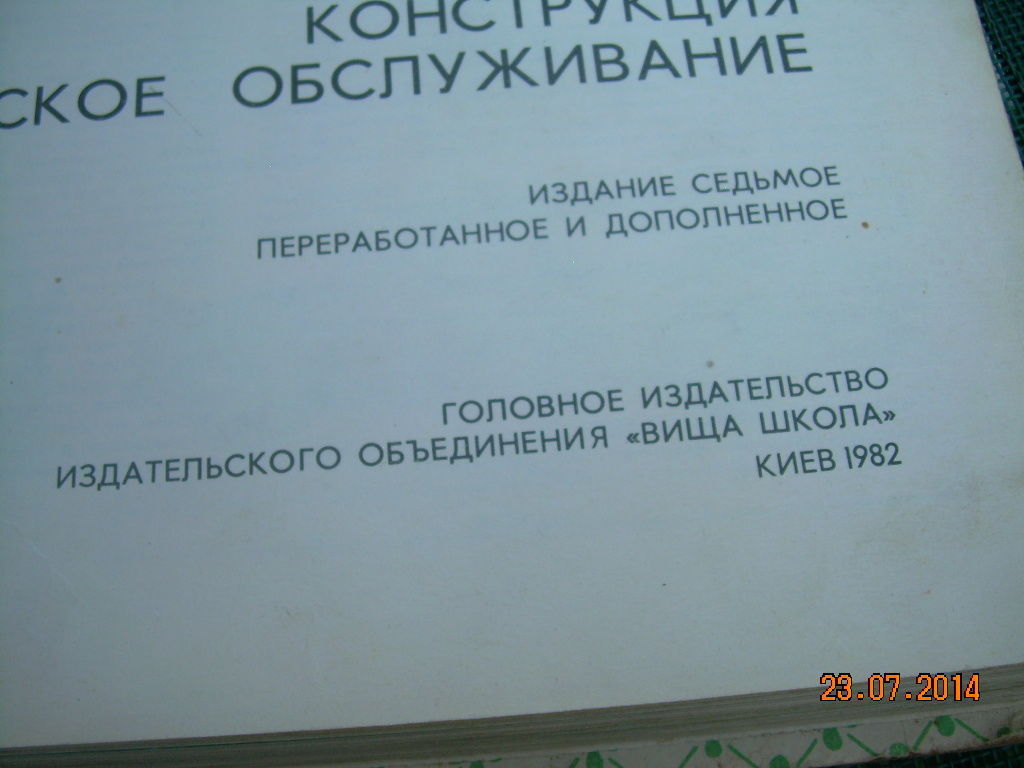 КОНСТРУКЦИЯ
СКОЕ ОБСЛУЖИВАНИЕ
ИЗДАНИЕ СЕДЬМОЕ
ПЕРЕРАБОТАННОЕ И ДОПОЛНЕННОЕ
ГОЛОВНОЕ ИЗДАТЕЛЬСТВО
ИЗДАТЕЛЬСКОГО ОБЪЕДИНЕНИЯ «ВИЩА ШКОЛА»
КИЕВ 1982
23.07.2014